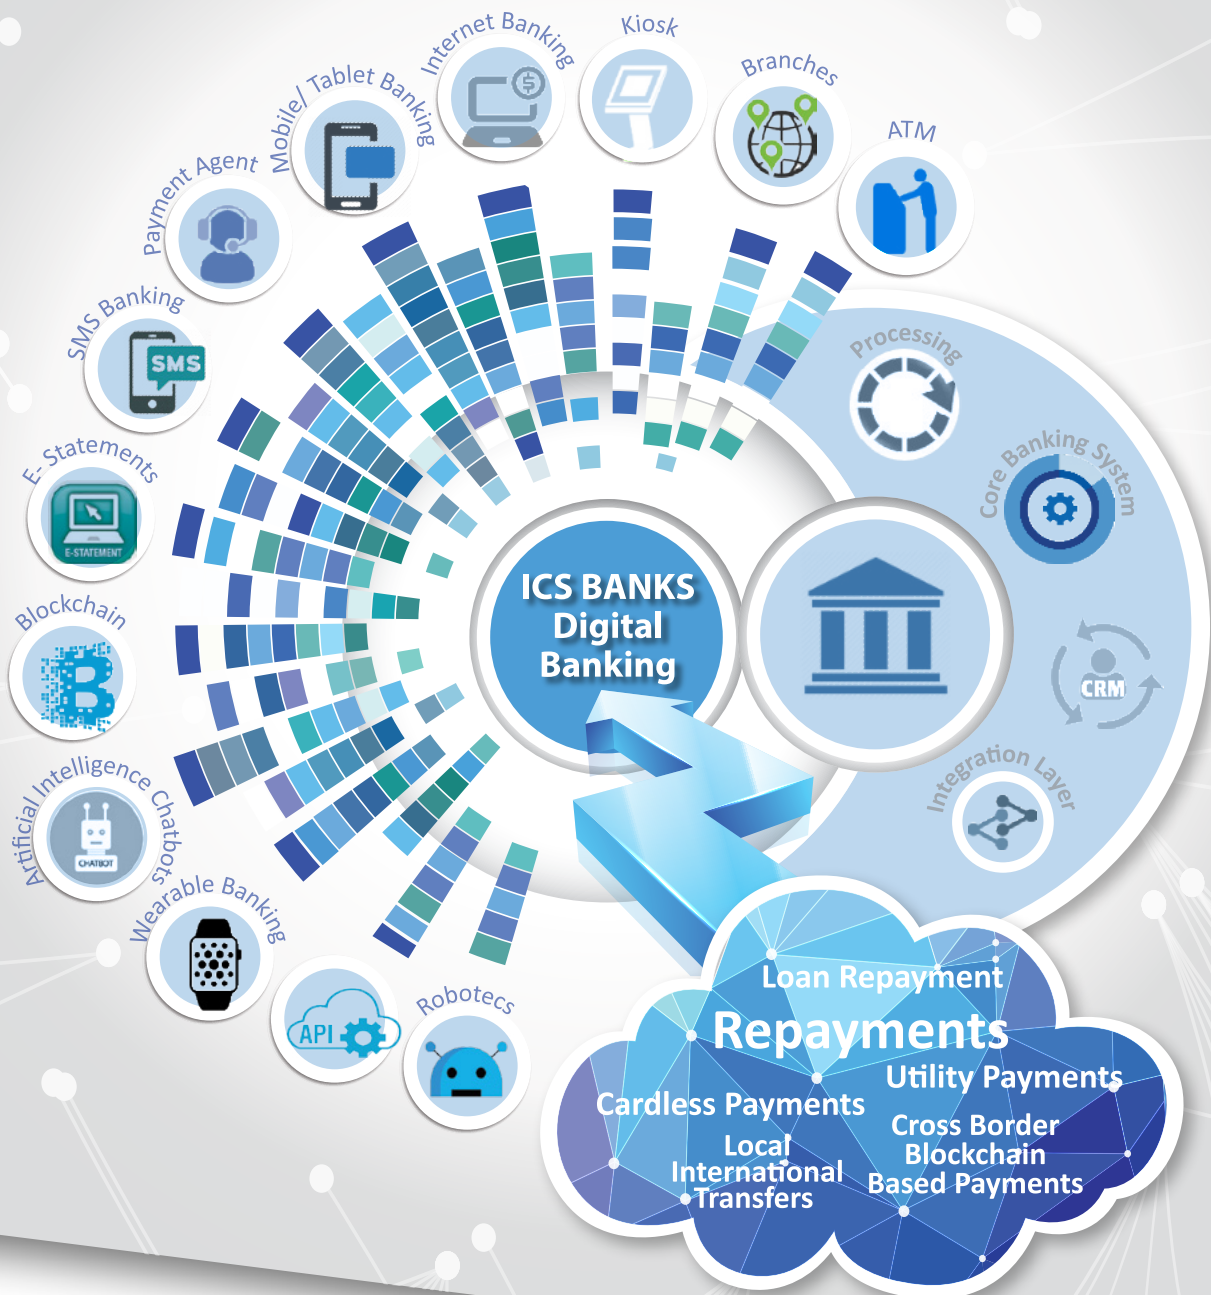 Internet Banking
Kiosk
Branches
ATM
Mobile/ Tablet Banking
Payment Agent
SMS Banking
SMS
E- Statements
E-STATEMENT
Blockchain
Artificial Intelligence Chatbots
CHATBOT
Wearable Banking
API
Robotecs
Processing
Core Banking System
CRM
Integration Layer
ICS BANKS
Digital
Banking
Loan Repayment
Repayments
Utility Payments
Cardless Payments
Cross Border
Blockchain
Based Payments
Local
International
Transfers